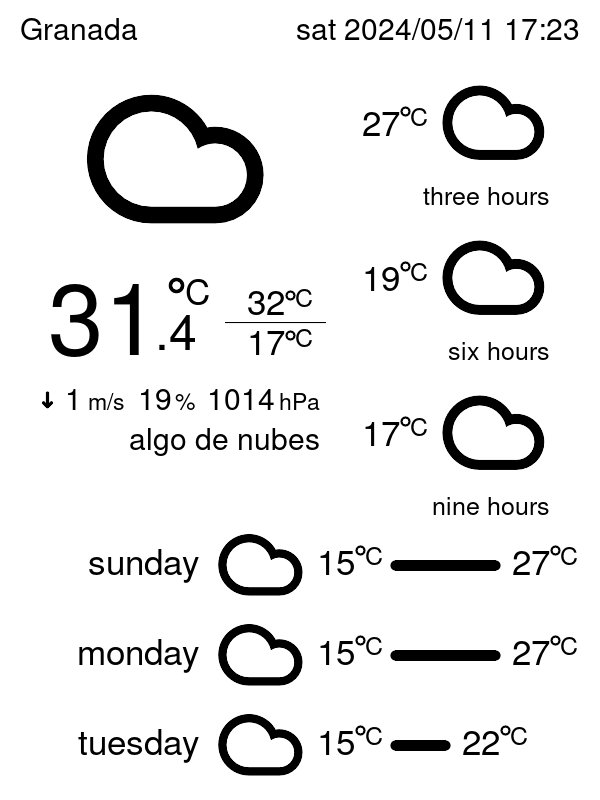 Granada sat 2024/05/11 17:23
27°C
three hours
31.4°C 32°C
17°C
19°C
six hours
↓ 1 m/s 19% 1014 hPa
algo de nubes
17°C
nine hours
sunday 15°C 27°C
monday 15°C 27°C
tuesday 15°C 22°C